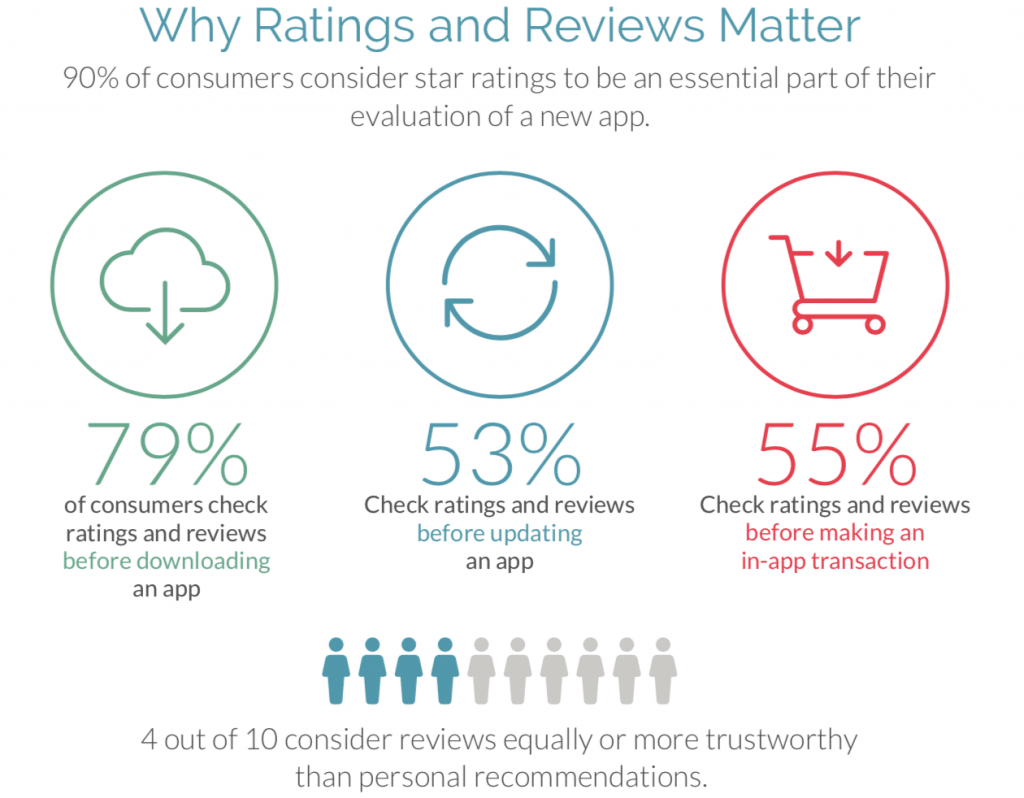 Why Ratings and Reviews Matter
90% of consumers consider star ratings to be an essential part of their
evaluation of a new app.
79%
of consumers check
ratings and reviews
before downloading
an app
53%
Check ratings and reviews
before updating
an app
55%
Check ratings and reviews
before making an
in-app transaction
4 out of 10 consider reviews equally or more trustworthy
than personal recommendations.